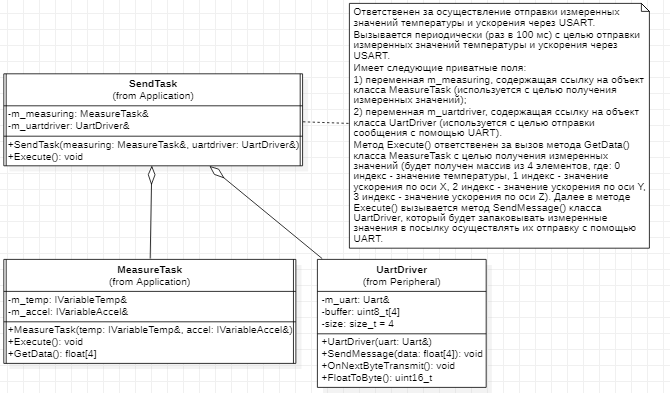 Ответственен за осуществление отправки измеренных
значений температуры и ускорения через USART.
Вызывается периодически (раз в 100 мс) с целью отправки
измеренных значений температуры и ускорения через
USART.
Имеет следующие приватные поля:
1) переменная m_measuring, содержащая ссылку на объект
класса MeasureTask (используется с целью получения
измеренных значений);
2) переменная m_uartdriver, содержащая ссылку на объект
класса UartDriver (используется с целью отправки
сообщения с помощью UART).
Метод Execute() ответственен за вызов метода GetData()
класса MeasureTask с целью получения измеренных
значений (будет получен массив из 4 элементов, где: 0
индекс - значение температуры, 1 индекс - значение
ускорения по оси X, 2 индекс - значение ускорения по оси Y,
3 индекс - значение ускорения по оси Z). Далее в методе
Execute() вызывается метод SendMessage() класса
UartDriver, который будет запаковывать измеренные
значения в посылку осуществлять их отправку с помощью
UART.
SendTask
(from Application)
-m_measuring: MeasureTask&
-m_uartdriver: UartDriver&
+SendTask(measuring: MeasureTask&, uartdriver: UartDriver&)
+Execute(): void
MeasureTask
(from Application)
-m_temp: IVariableTemp&
-m_accel: IVariableAccel&
+MeasureTask(temp: IVariableTemp&, accel: IVariableAccel&)
+Execute(): void
+GetData(): float[4]
UartDriver
(from Peripheral)
-m_uart: Uart&
-buffer: uint8_t[4]
-size: size_t = 4
+UartDriver(uart: Uart&)
+SendMessage(data: float[4]): void
+OnNextByteTransmit(): void
+FloatToByte(): uint16_t